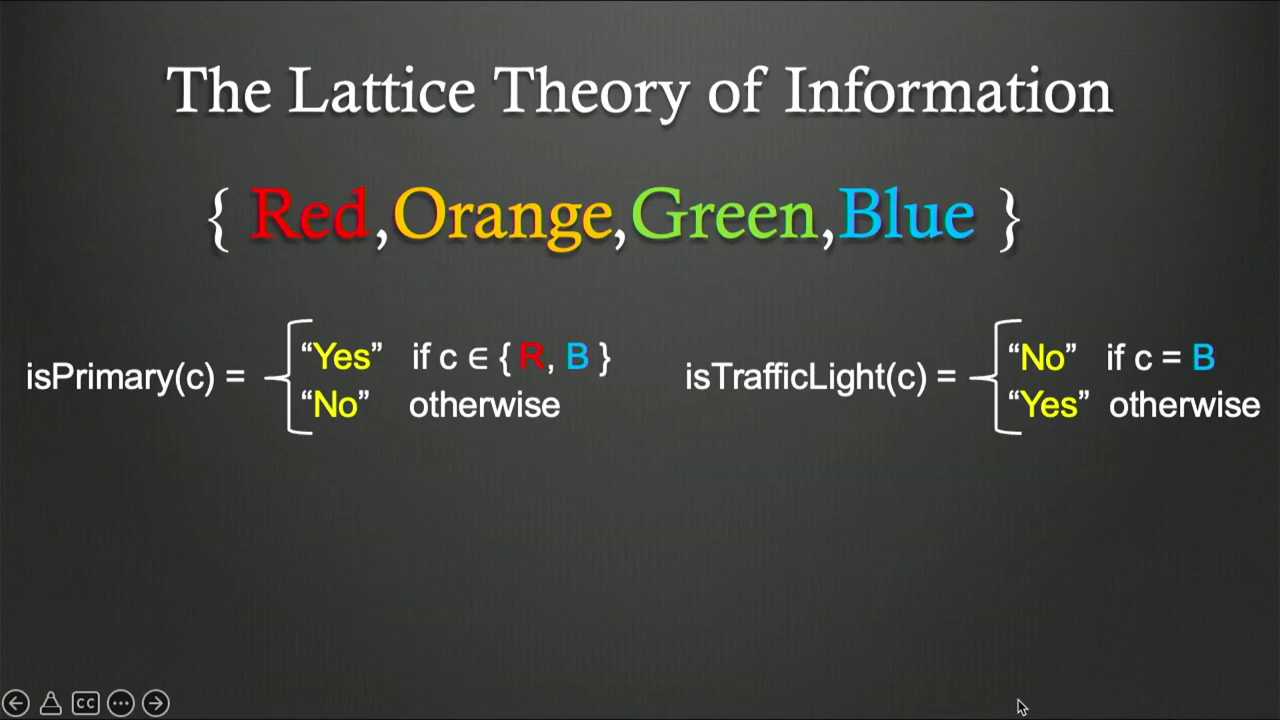 The Lattice Theory of Information
{ Red,Orange,Green,Blue }
isPrimary(c) =
“Yes” if c ∈ { R, B }
“No” otherwise
isTrafficLight(c) =
“No” if c = B
“Yes” otherwise
CC